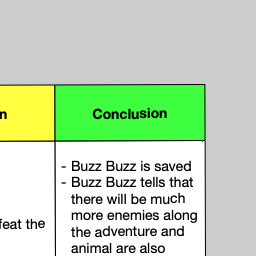 n
Conclusion
feat the
- Buzz Buzz is saved
- Buzz Buzz tells that
there will be much
more enemies along
the adventure and
animal are also